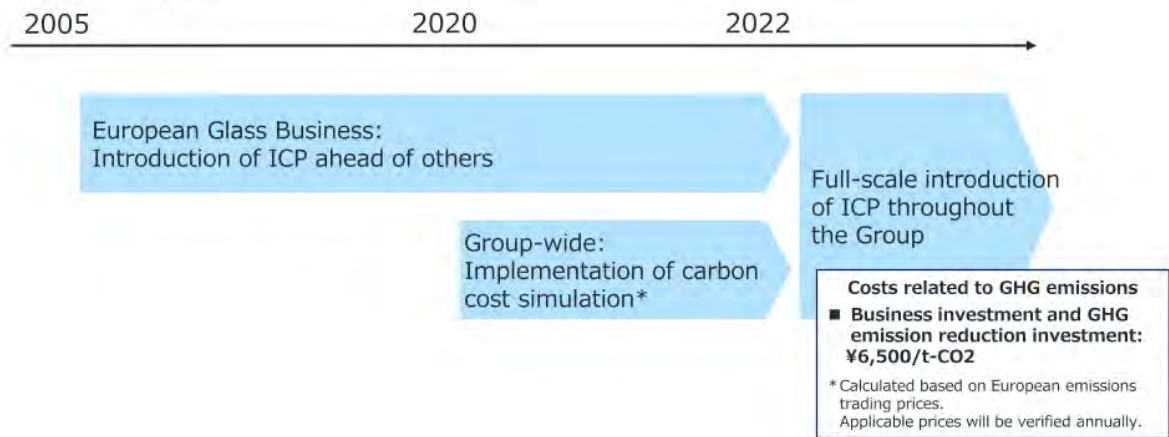 2005 2020 2022
European Glass Business:
Introduction of ICP ahead of others
Group-wide:
Implementation of carbon
cost simulation*
Full-scale introduction
of ICP throughout
the Group
Costs related to GHG emissions
■ Business investment and GHG
emission reduction investment:
¥6,500/t-CO2
* Calculated based on European emissions
trading prices.
Applicable prices will be verified annually.